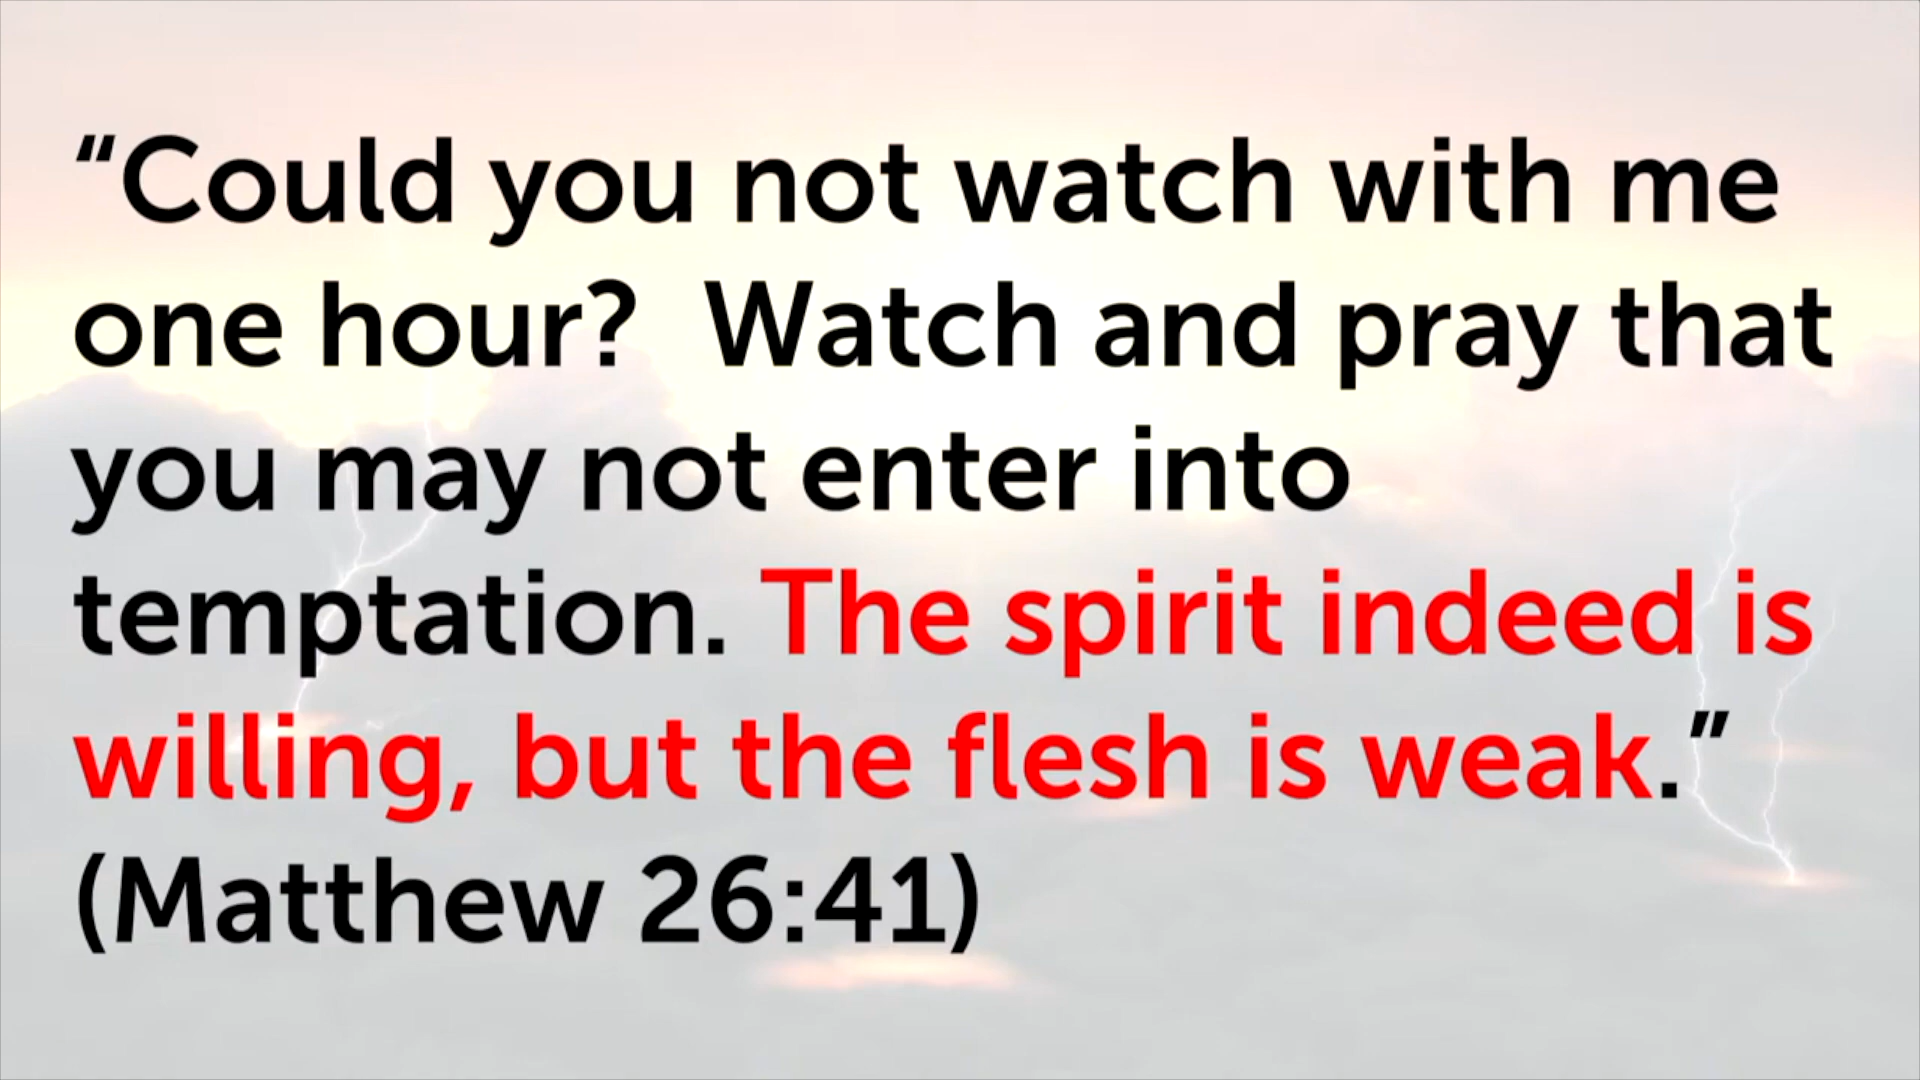 “Could you not watch with me
one hour?  Watch and pray that
you may not enter into
temptation. The spirit indeed is
willing, but the flesh is weak.”
(Matthew 26:41)